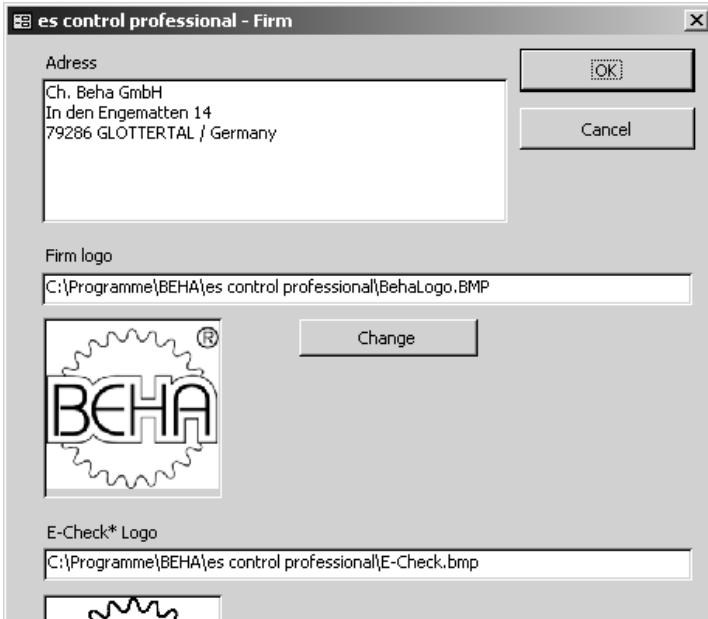 es control professional - Firm
Adress
OK
Ch. Beha GmbH
In den Engematten 14
79286 GLOTTERTAL / Germany
Cancel
Firm logo
C:\Programme\BEHA\es control professional\BehaLogo.BMP
Change
BEHA ®
E-Check* Logo
C:\Programme\BEHA\es control professional\E-Check.bmp